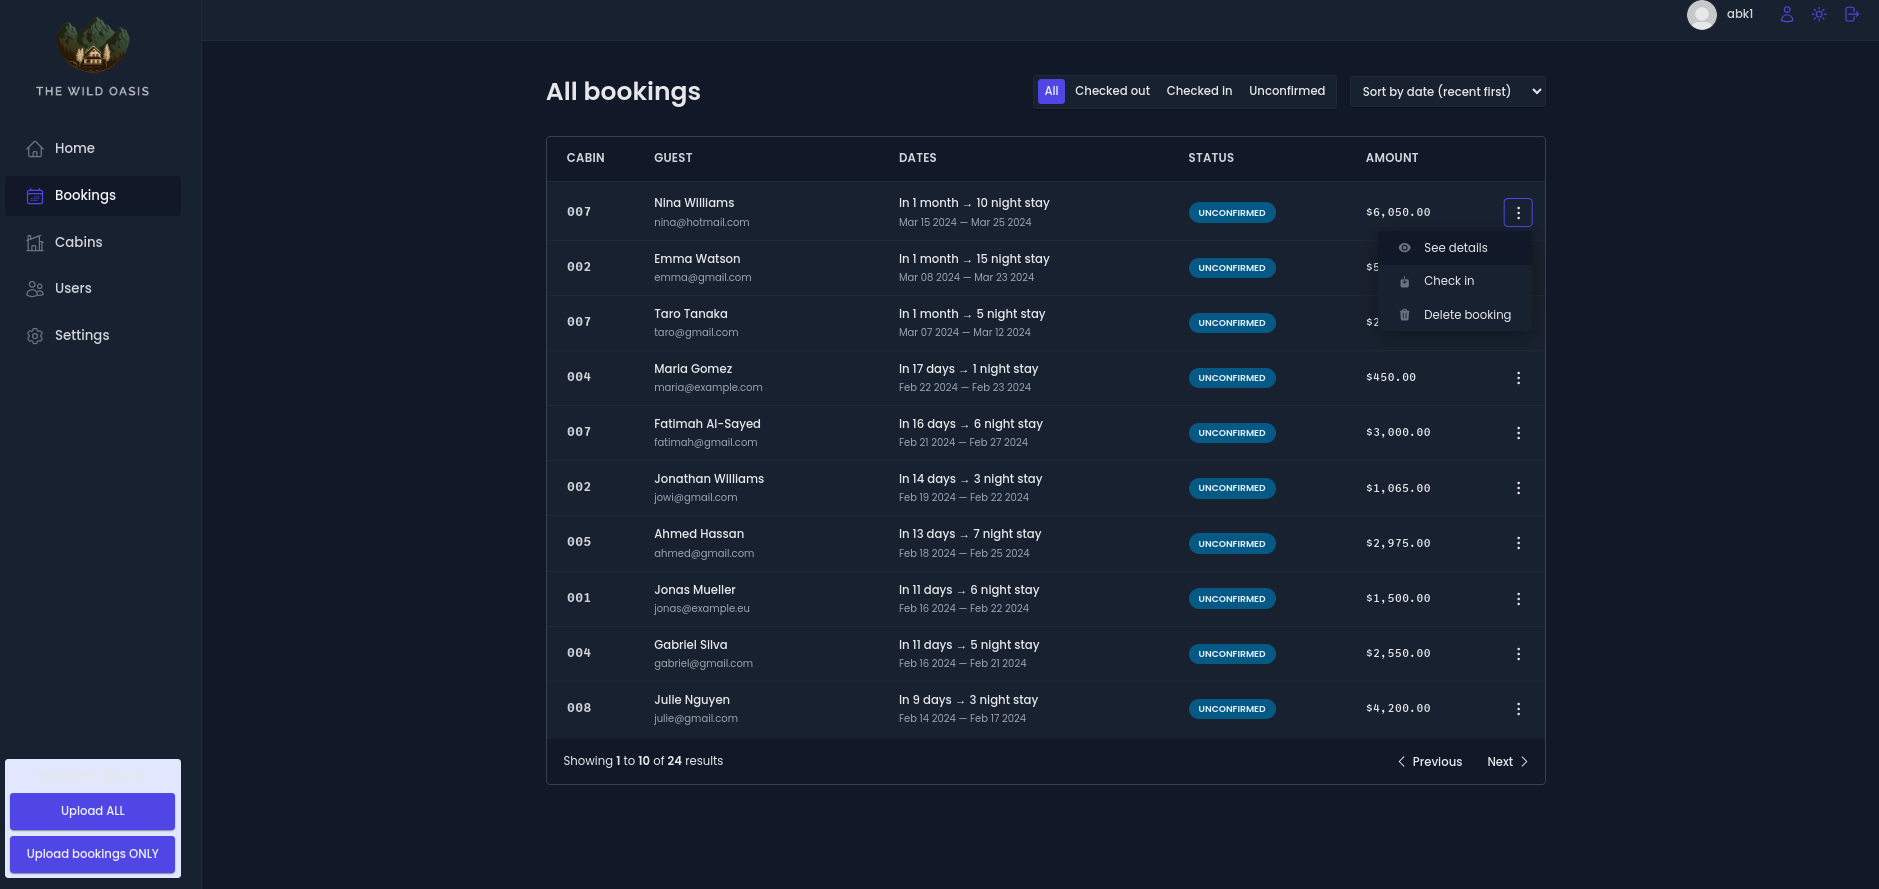 THE WILD OASIS
Home
Bookings
Cabins
Users
Settings
Upload ALL
Upload bookings ONLY
abk1
All bookings
All Checked out Checked in Unconfirmed
Sort by date (recent first)
CABIN GUEST DATES STATUS AMOUNT
007 Nina Williams In 1 month → 10 night stay UNCONFIRMED $6,050.00
nina@hotmail.com Mar 15 2024 — Mar 25 2024
See details
Check in
Delete booking
002 Emma Watson In 1 month → 15 night stay UNCONFIRMED $5
emma@gmail.com Mar 08 2024 — Mar 23 2024
007 Taro Tanaka In 1 month → 5 night stay UNCONFIRMED $2
taro@gmail.com Mar 07 2024 — Mar 12 2024
004 Maria Gomez In 17 days → 1 night stay UNCONFIRMED $450.00
maria@example.com Feb 22 2024 — Feb 23 2024
007 Fatimah Al-Sayed In 16 days → 6 night stay UNCONFIRMED $3,000.00
fatimah@gmail.com Feb 21 2024 — Feb 27 2024
002 Jonathan Williams In 14 days → 3 night stay UNCONFIRMED $1,065.00
jowi@gmail.com Feb 19 2024 — Feb 22 2024
005 Ahmed Hassan In 13 days → 7 night stay UNCONFIRMED $2,975.00
ahmed@gmail.com Feb 18 2024 — Feb 25 2024
001 Jonas Mueller In 11 days → 6 night stay UNCONFIRMED $1,500.00
jonas@example.eu Feb 16 2024 — Feb 22 2024
004 Gabriel Silva In 11 days → 5 night stay UNCONFIRMED $2,550.00
gabriel@gmail.com Feb 16 2024 — Feb 21 2024
008 Julie Nguyen In 9 days → 3 night stay UNCONFIRMED $4,200.00
julie@gmail.com Feb 14 2024 — Feb 17 2024
Showing 1 to 10 of 24 results
Previous Next